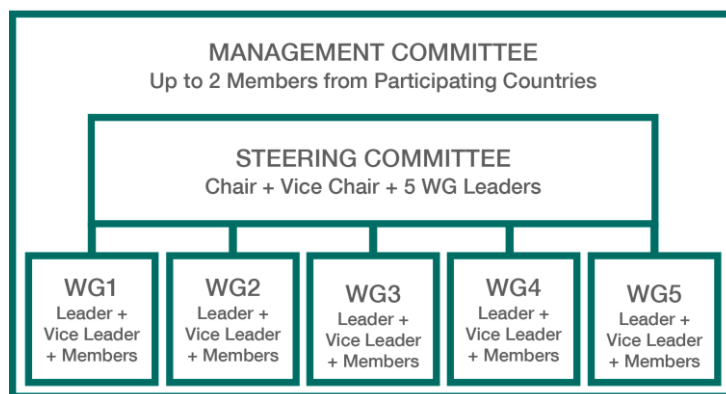 MANAGEMENT COMMITTEE
Up to 2 Members from Participating Countries
STEERING COMMITTEE
Chair + Vice Chair + 5 WG Leaders
WG1
Leader +
Vice Leader
+ Members
WG2
Leader +
Vice Leader
+ Members
WG3
Leader +
Vice Leader
+ Members
WG4
Leader +
Vice Leader
+ Members
WG5
Leader +
Vice Leader
+ Members